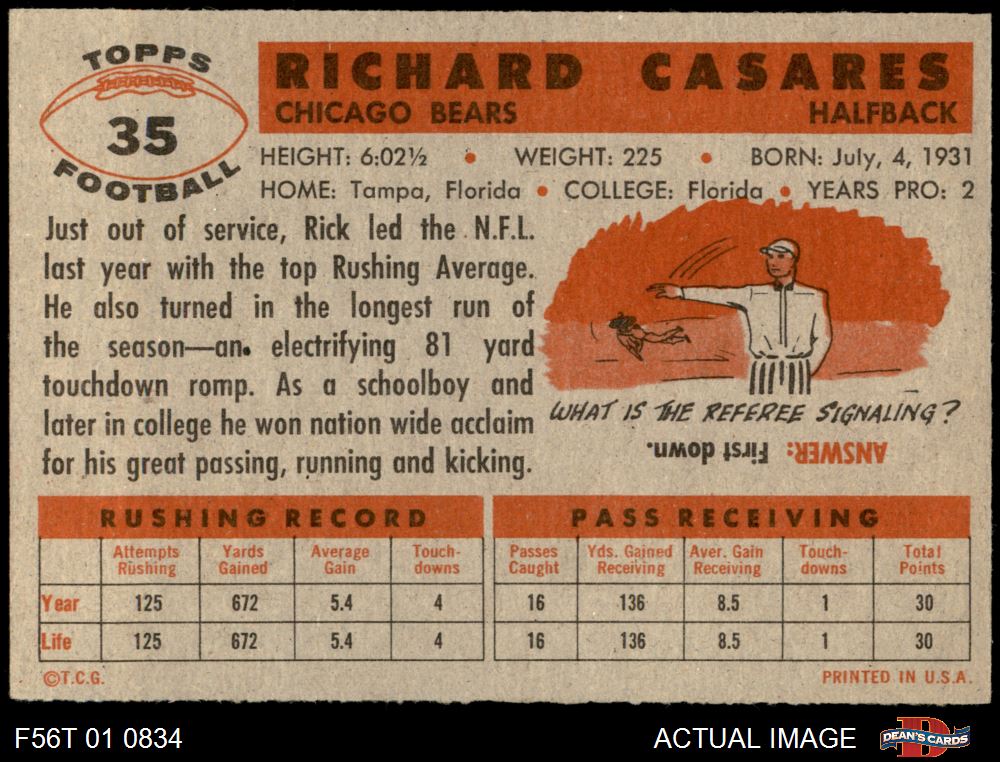 TOPPS
35
FOOTBALL
RICHARD CASARES
CHICAGO BEARS HALFBACK
HEIGHT: 6:02½ • WEIGHT: 225 • BORN: July, 4, 1931
HOME: Tampa, Florida • COLLEGE: Florida • YEARS PRO: 2
Just out of service, Rick led the N.F.L.
last year with the top Rushing Average.
He also turned in the longest run of
the season—an electrifying 81 yard
touchdown romp. As a schoolboy and
later in college he won nation wide acclaim
for his great passing, running and kicking.
WHAT IS THE REFEREE SIGNALING?
ANSWER: First down.
RUSHING RECORD
Attempts Rushing Yards Gained Average Gain Touch-downs
Year 125 672 5.4 4
Life 125 672 5.4 4
PASS RECEIVING
Passes Caught Yds. Gained Receiving Aver. Gain Receiving Touch-downs Total Points
16 136 8.5 1 30
16 136 8.5 1 30
©T.C.G. PRINTED IN U.S.A.
F56T 01 0834 ACTUAL IMAGE D DEAN'S CARDS